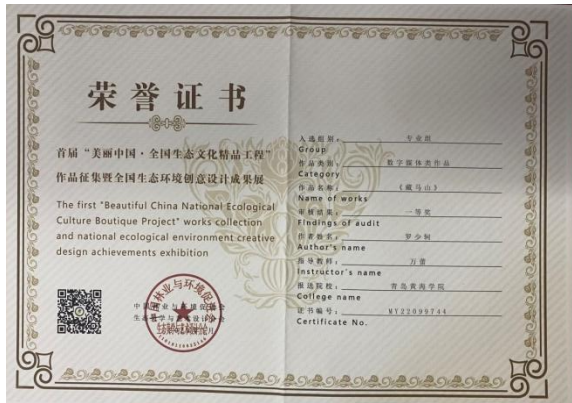 荣誉证书
首届“美丽中国·全国生态文化精品工程”
作品征集暨全国生态环境创意设计成果展
The first "Beautiful China National Ecological
Culture Boutique Project" works collection
and national ecological environment creative
design achievements exhibition
入选组别： 专业组
Group
作品类别： 数字媒体类作品
Category
作品名称： 《藏马山》
Name of works
审核结果： 一等奖
Findings of audit
作者姓名： 罗少
Author's name
指导教师： 万蕾
Instructor's name
报送院校： 青岛黄海学院
College name
证书编号： MY22099744
Certificate No.